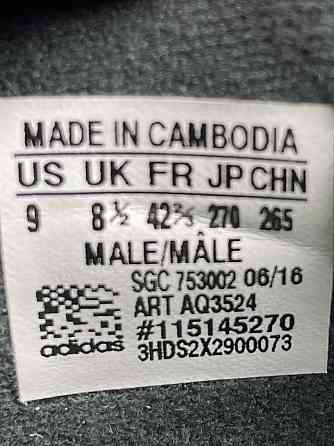 MADE IN CAMBODIA
US UK FR JP CHN
9 8½ 42⅔ 270 265
MALE/MÂLE
SGC 753002 06/16
ART AQ3524
#115145270
adidas 3HDS2X2900073